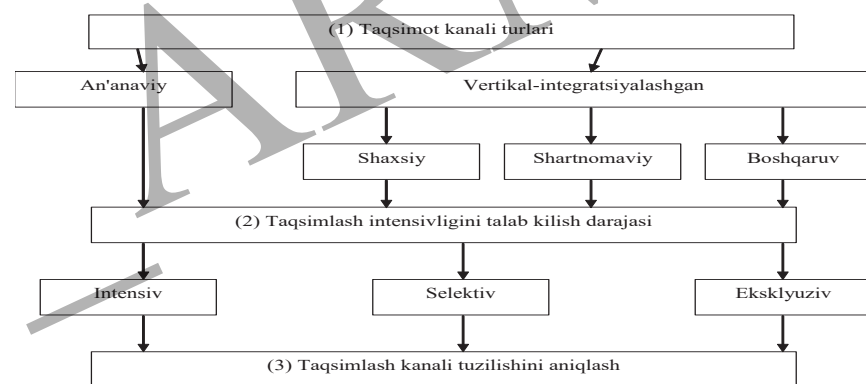 (1) Taqsimot kanali turlari
An'anaviy
Vertikal-integratsiyalashgan
Shaxsiy
Shartnomaviy
Boshqaruv
(2) Taqsimlash intensivligini talab kilish darajasi
Intensiv
Selektiv
Eksklyuziv
(3) Taqsimlash kanali tuzilishini aniqlash